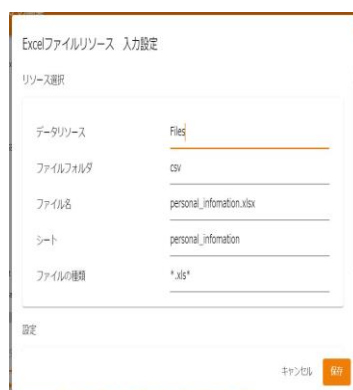 Excelファイルリソース 入力設定
リソース選択
データリソース Files
ファイルフォルダ csv
ファイル名 personal_infomation.xlsx
シート personal_infomation
ファイルの種類 *.xls*
設定
キャンセル 保存